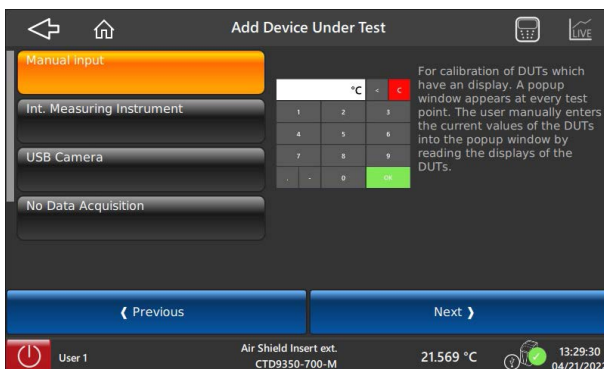 Add Device Under Test
LIVE
Manual input
Int. Measuring Instrument
USB Camera
No Data Acquisition
°C < C
1 2 3
4 5 6
7 8 9
. - 0 OK
For calibration of DUTs which
have an display. A popup
window appears at every test
point. The user manually enters
the current values of the DUTs
into the popup window by
reading the displays of the
DUTs.
❰ Previous
Next ❱
User 1
Air Shield Insert ext.
CTD9350-700-M
21.569 °C
13:29:30